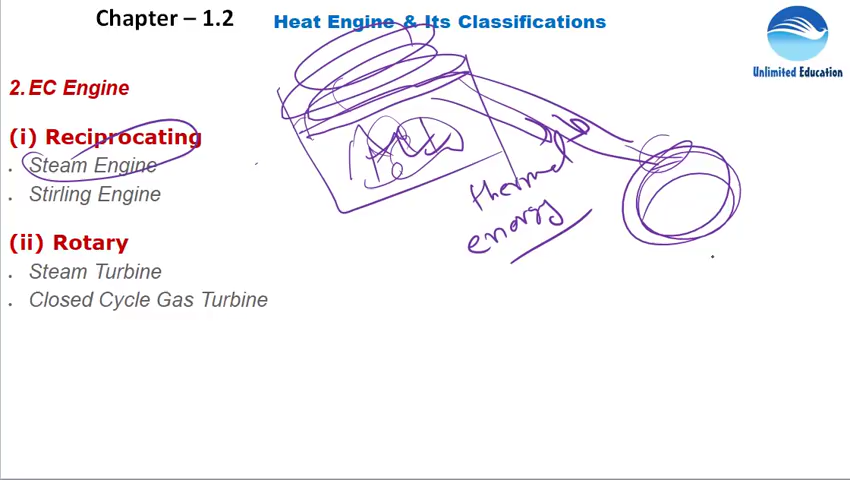 Chapter – 1.2
Heat Engine & Its Classifications
Unlimited Education
2. EC Engine
(i) Reciprocating
. Steam Engine
. Stirling Engine
thermal
energy
(ii) Rotary
. Steam Turbine
. Closed Cycle Gas Turbine